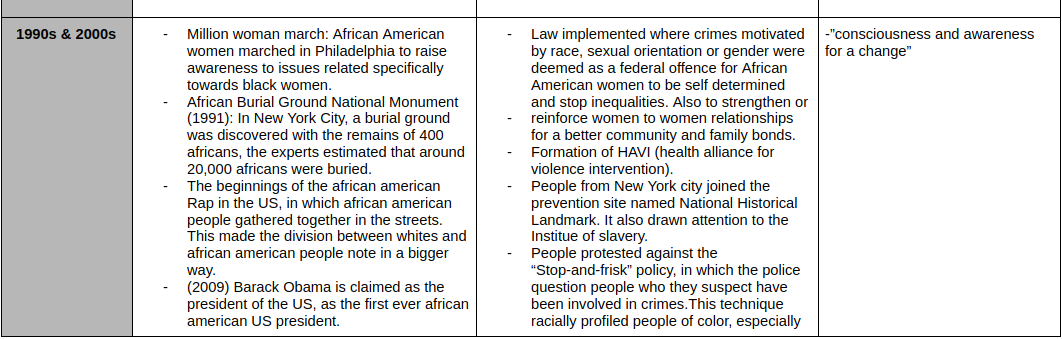 1990s & 2000s
- Million woman march: African American
women marched in Philadelphia to raise
awareness to issues related specifically
towards black women.
- African Burial Ground National Monument
(1991): In New York City, a burial ground
was discovered with the remains of 400
africans, the experts estimated that around
20,000 africans were buried.
- The beginnings of the african american
Rap in the US, in which african american
people gathered together in the streets.
This made the division between whites and
african american people note in a bigger
way.
- (2009) Barack Obama is claimed as the
president of the US, as the first ever african
american US president.
- Law implemented where crimes motivated
by race, sexual orientation or gender were
deemed as a federal offence for African
American women to be self determined
and stop inequalities. Also to strengthen or
- reinforce women to women relationships
for a better community and family bonds.
- Formation of HAVI (health alliance for
violence intervention).
- People from New York city joined the
prevention site named National Historical
Landmark. It also drawn attention to the
Institue of slavery.
- People protested against the
“Stop-and-frisk” policy, in which the police
question people who they suspect have
been involved in crimes.This technique
racially profiled people of color, especially
-”consciousness and awareness
for a change”